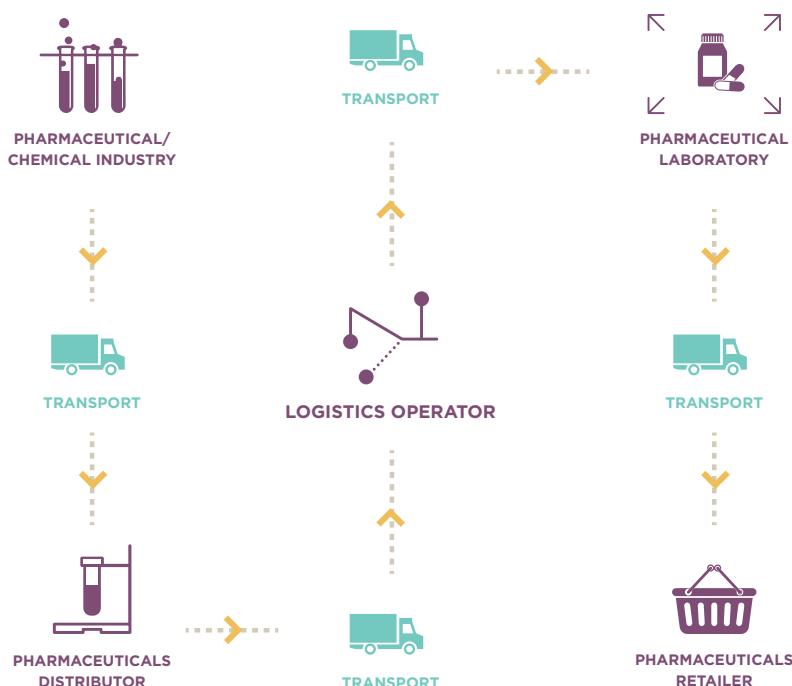 TRANSPORT
PHARMACEUTICAL/
CHEMICAL INDUSTRY
PHARMACEUTICAL
LABORATORY
TRANSPORT
TRANSPORT
LOGISTICS OPERATOR
PHARMACEUTICALS
DISTRIBUTOR
TRANSPORT
PHARMACEUTICALS
RETAILER